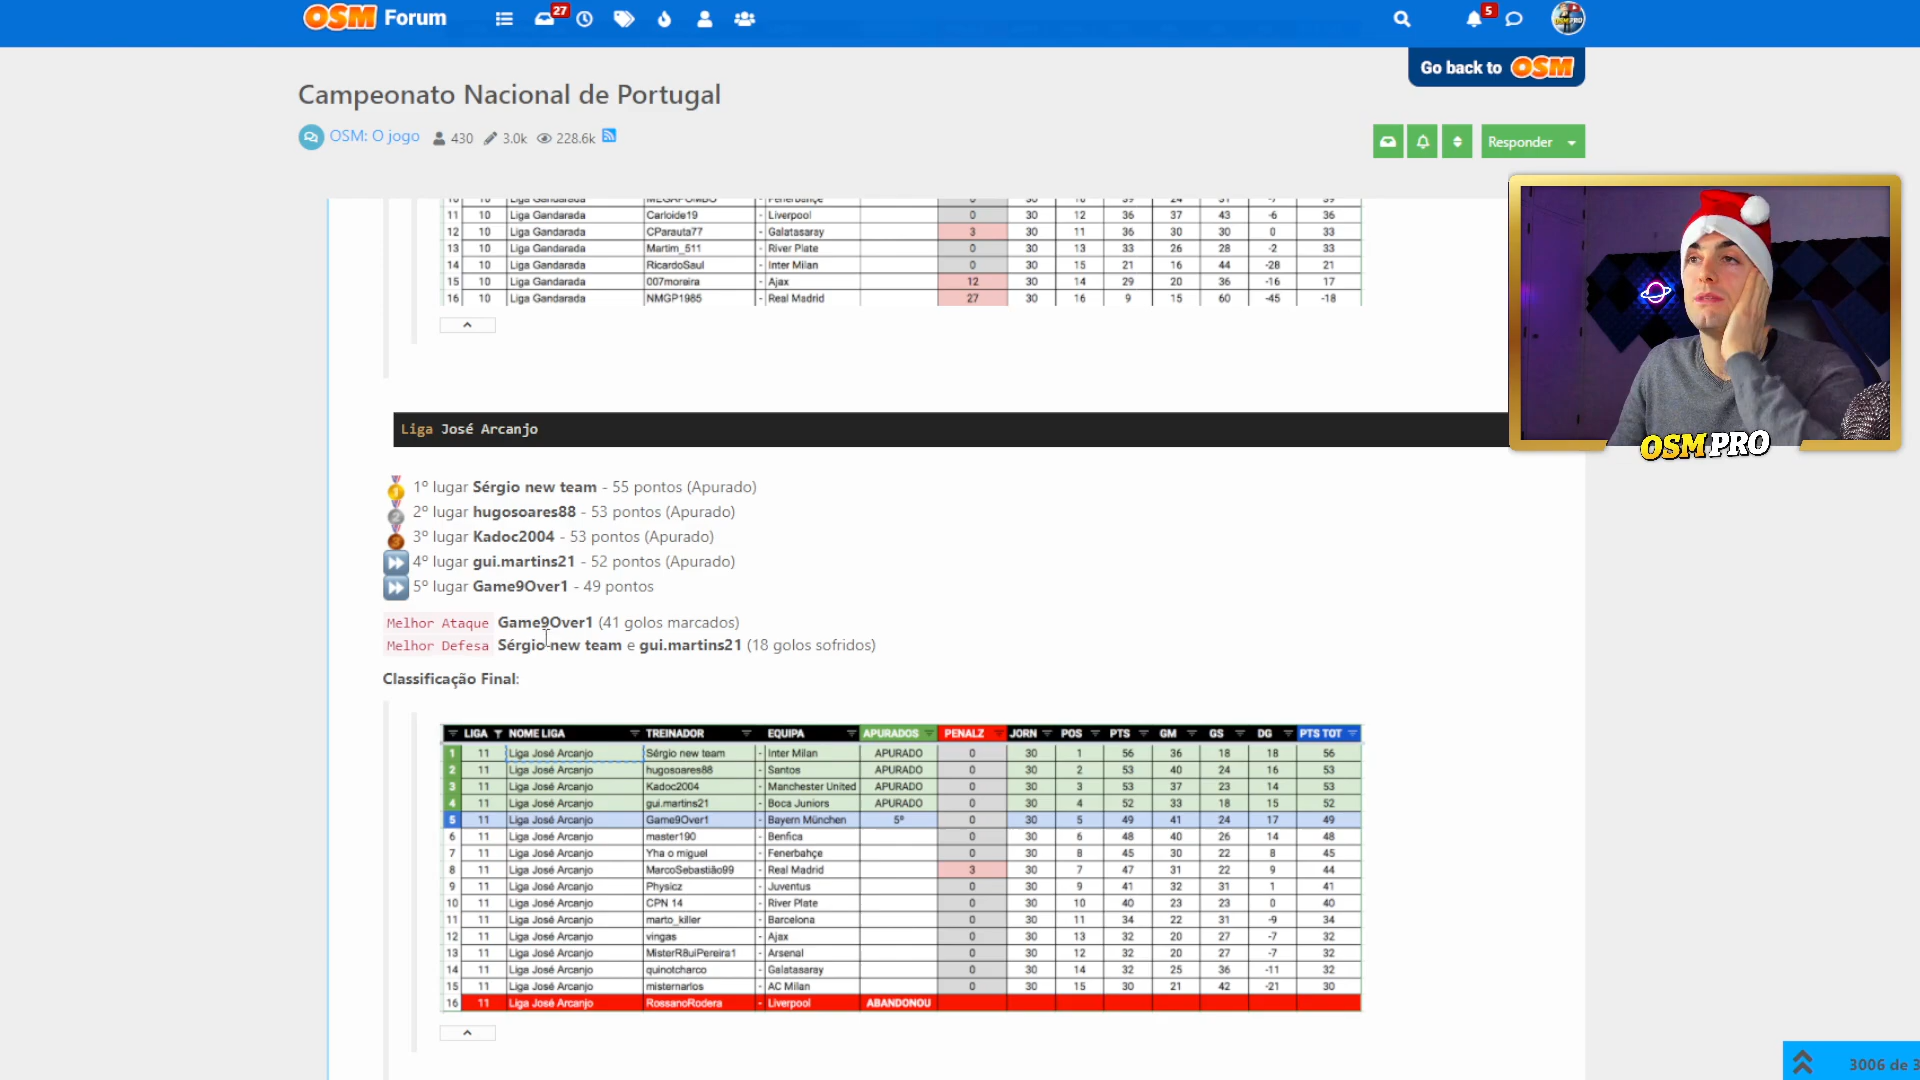 OSM Forum
27
5
Go back to OSM
Campeonato Nacional de Portugal
OSM: O jogo 430 3.0k 228.6k
Responder
11 10 Liga Gandarada Carloide19 - Liverpool 0 30 12 36 37 43 -6 36
12 10 Liga Gandarada CParauta77 - Galatasaray 3 30 11 36 30 30 0 33
13 10 Liga Gandarada Martim_511 - River Plate 0 30 13 33 26 28 -2 33
14 10 Liga Gandarada RicardoSaul - Inter Milan 0 30 15 21 16 44 -28 21
15 10 Liga Gandarada 007moreira - Ajax 12 30 14 29 20 36 -16 17
16 10 Liga Gandarada NMGP1985 - Real Madrid 27 30 16 9 15 60 -45 -18
OSM PRO
Liga José Arcanjo
1º lugar Sérgio new team - 55 pontos (Apurado)
2º lugar hugosoares88 - 53 pontos (Apurado)
3º lugar Kadoc2004 - 53 pontos (Apurado)
4º lugar gui.martins21 - 52 pontos (Apurado)
5º lugar Game9Over1 - 49 pontos
Melhor Ataque Game9Over1 (41 golos marcados)
Melhor Defesa Sérgio new team e gui.martins21 (18 golos sofridos)
Classificação Final:
LIGA NOME LIGA TREINADOR EQUIPA APURADOS PENALZ JORN POS PTS GM GS DG PTS TOT
1 11 Liga José Arcanjo Sérgio new team - Inter Milan APURADO 0 30 1 56 36 18 18 56
2 11 Liga José Arcanjo hugosoares88 - Santos APURADO 0 30 2 53 40 24 16 53
3 11 Liga José Arcanjo Kadoc2004 - Manchester United APURADO 0 30 3 53 37 23 14 53
4 11 Liga José Arcanjo gui.martins21 - Boca Juniors APURADO 0 30 4 52 33 18 15 52
5 11 Liga José Arcanjo Game9Over1 - Bayern München 5º 0 30 5 49 41 24 17 49
6 11 Liga José Arcanjo master190 - Benfica 0 30 6 48 40 26 14 48
7 11 Liga José Arcanjo Yha o miguel - Fenerbahçe 0 30 8 45 30 22 8 45
8 11 Liga José Arcanjo MarcoSebastião99 - Real Madrid 3 30 7 47 31 22 9 44
9 11 Liga José Arcanjo Physicz - Juventus 0 30 9 41 32 31 1 41
10 11 Liga José Arcanjo CPN 14 - River Plate 0 30 10 40 23 23 0 40
11 11 Liga José Arcanjo marto_killer - Barcelona 0 30 11 34 22 31 -9 34
12 11 Liga José Arcanjo vingas - Ajax 0 30 13 32 20 27 -7 32
13 11 Liga José Arcanjo MisterR8uiPereira1 - Arsenal 0 30 12 32 20 27 -7 32
14 11 Liga José Arcanjo quinotcharco - Galatasaray 0 30 14 32 25 36 -11 32
15 11 Liga José Arcanjo misternarlos - AC Milan 0 30 15 30 21 42 -21 30
16 11 Liga José Arcanjo RossanoRodera - Liverpool ABANDONOU
3006 de 3